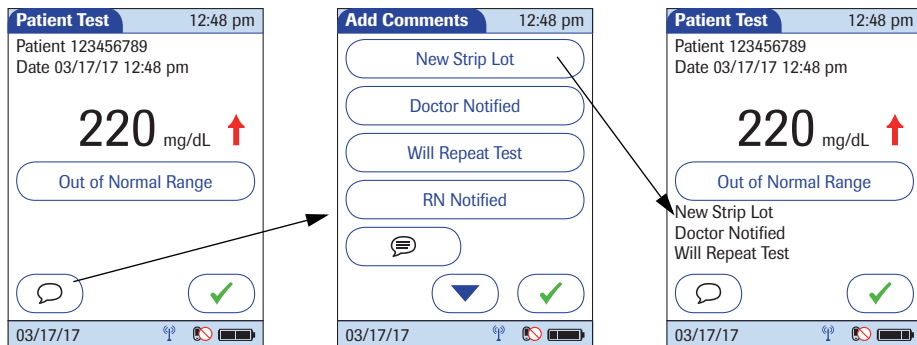 Patient Test 12:48 pm
Patient 123456789
Date 03/17/17 12:48 pm
220 mg/dL
Out of Normal Range
03/17/17
Add Comments 12:48 pm
New Strip Lot
Doctor Notified
Will Repeat Test
RN Notified
03/17/17
Patient Test 12:48 pm
Patient 123456789
Date 03/17/17 12:48 pm
220 mg/dL
Out of Normal Range
New Strip Lot
Doctor Notified
Will Repeat Test
03/17/17